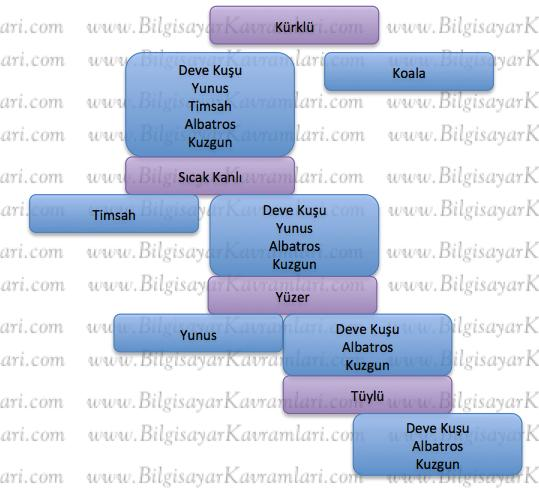 Kürklü
Deve Kuşu
Yunus
Timsah
Albatros
Kuzgun
Koala
Sıcak Kanlı
Timsah
Deve Kuşu
Yunus
Albatros
Kuzgun
Yüzer
Yunus
Deve Kuşu
Albatros
Kuzgun
Tüylü
Deve Kuşu
Albatros
Kuzgun
www.BilgisayarKavramlari.com